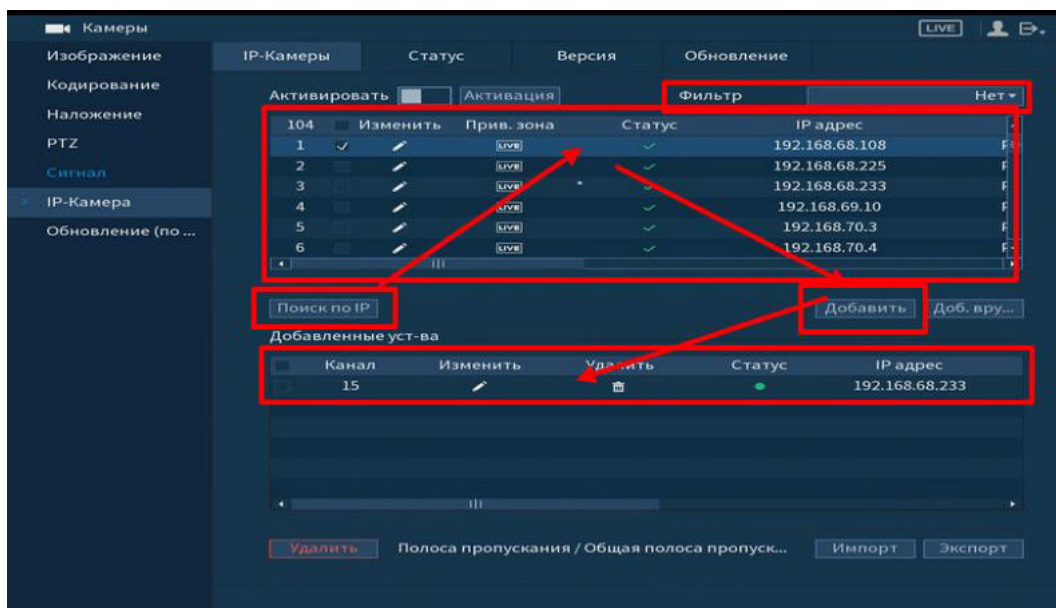 Камеры LIVE
Изображение
Кодирование
Наложение
PTZ
Сигнал
IP-Камера
Обновление (по ...
IP-Камеры Статус Версия Обновление
Активировать Активация Фильтр Нет
104 Изменить Прив. зона Статус IP адрес
1 LIVE 192.168.68.108
2 LIVE 192.168.68.225
3 LIVE 192.168.68.233
4 LIVE 192.168.69.10
5 LIVE 192.168.70.3
6 LIVE 192.168.70.4
Поиск по IP Добавить Доб. вру...
Добавленные уст-ва
Канал Изменить Удалить Статус IP адрес
15 192.168.68.233
Удалить Полоса пропускания / Общая полоса пропуск... Импорт Экспорт